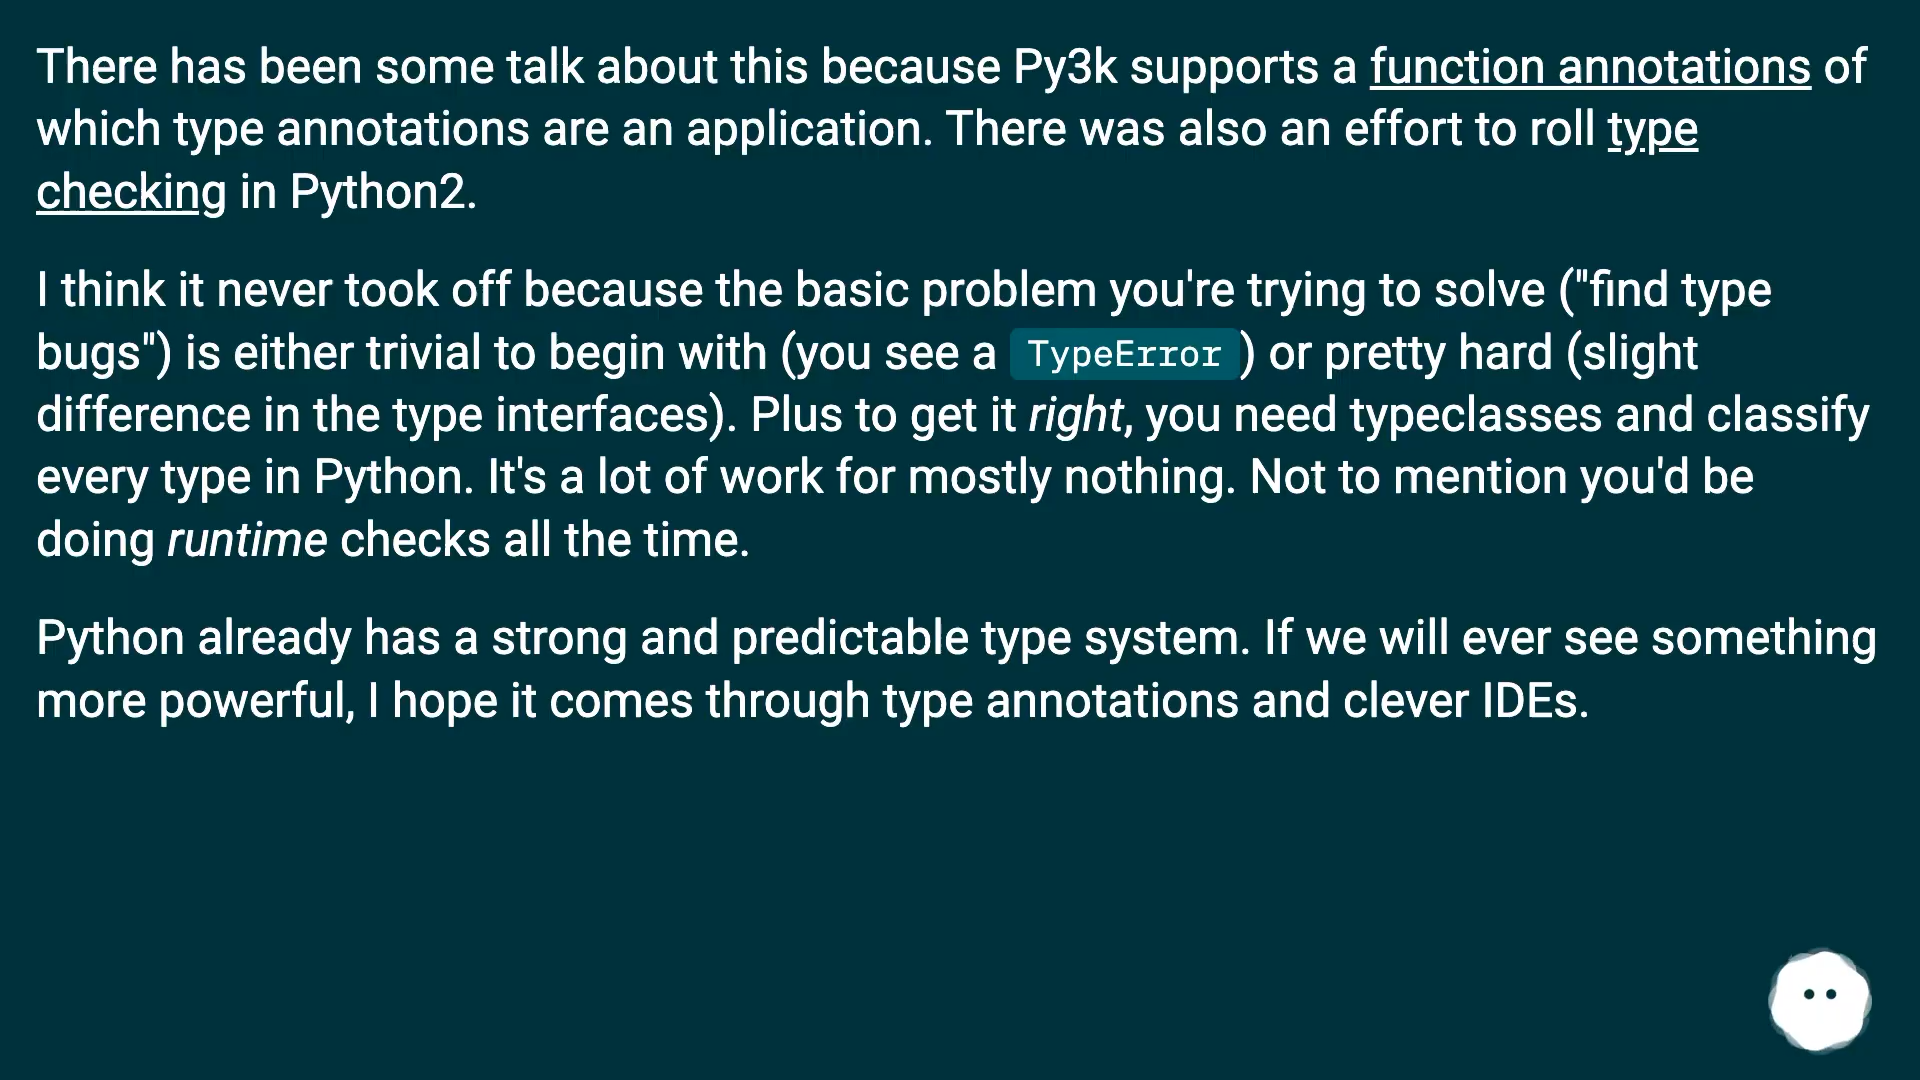 There has been some talk about this because Py3k supports a function annotations of
which type annotations are an application. There was also an effort to roll type
checking in Python2.
I think it never took off because the basic problem you're trying to solve ("find type
bugs") is either trivial to begin with (you see a TypeError) or pretty hard (slight
difference in the type interfaces). Plus to get it right, you need typeclasses and classify
every type in Python. It's a lot of work for mostly nothing. Not to mention you'd be
doing runtime checks all the time.
Python already has a strong and predictable type system. If we will ever see something
more powerful, I hope it comes through type annotations and clever IDEs.